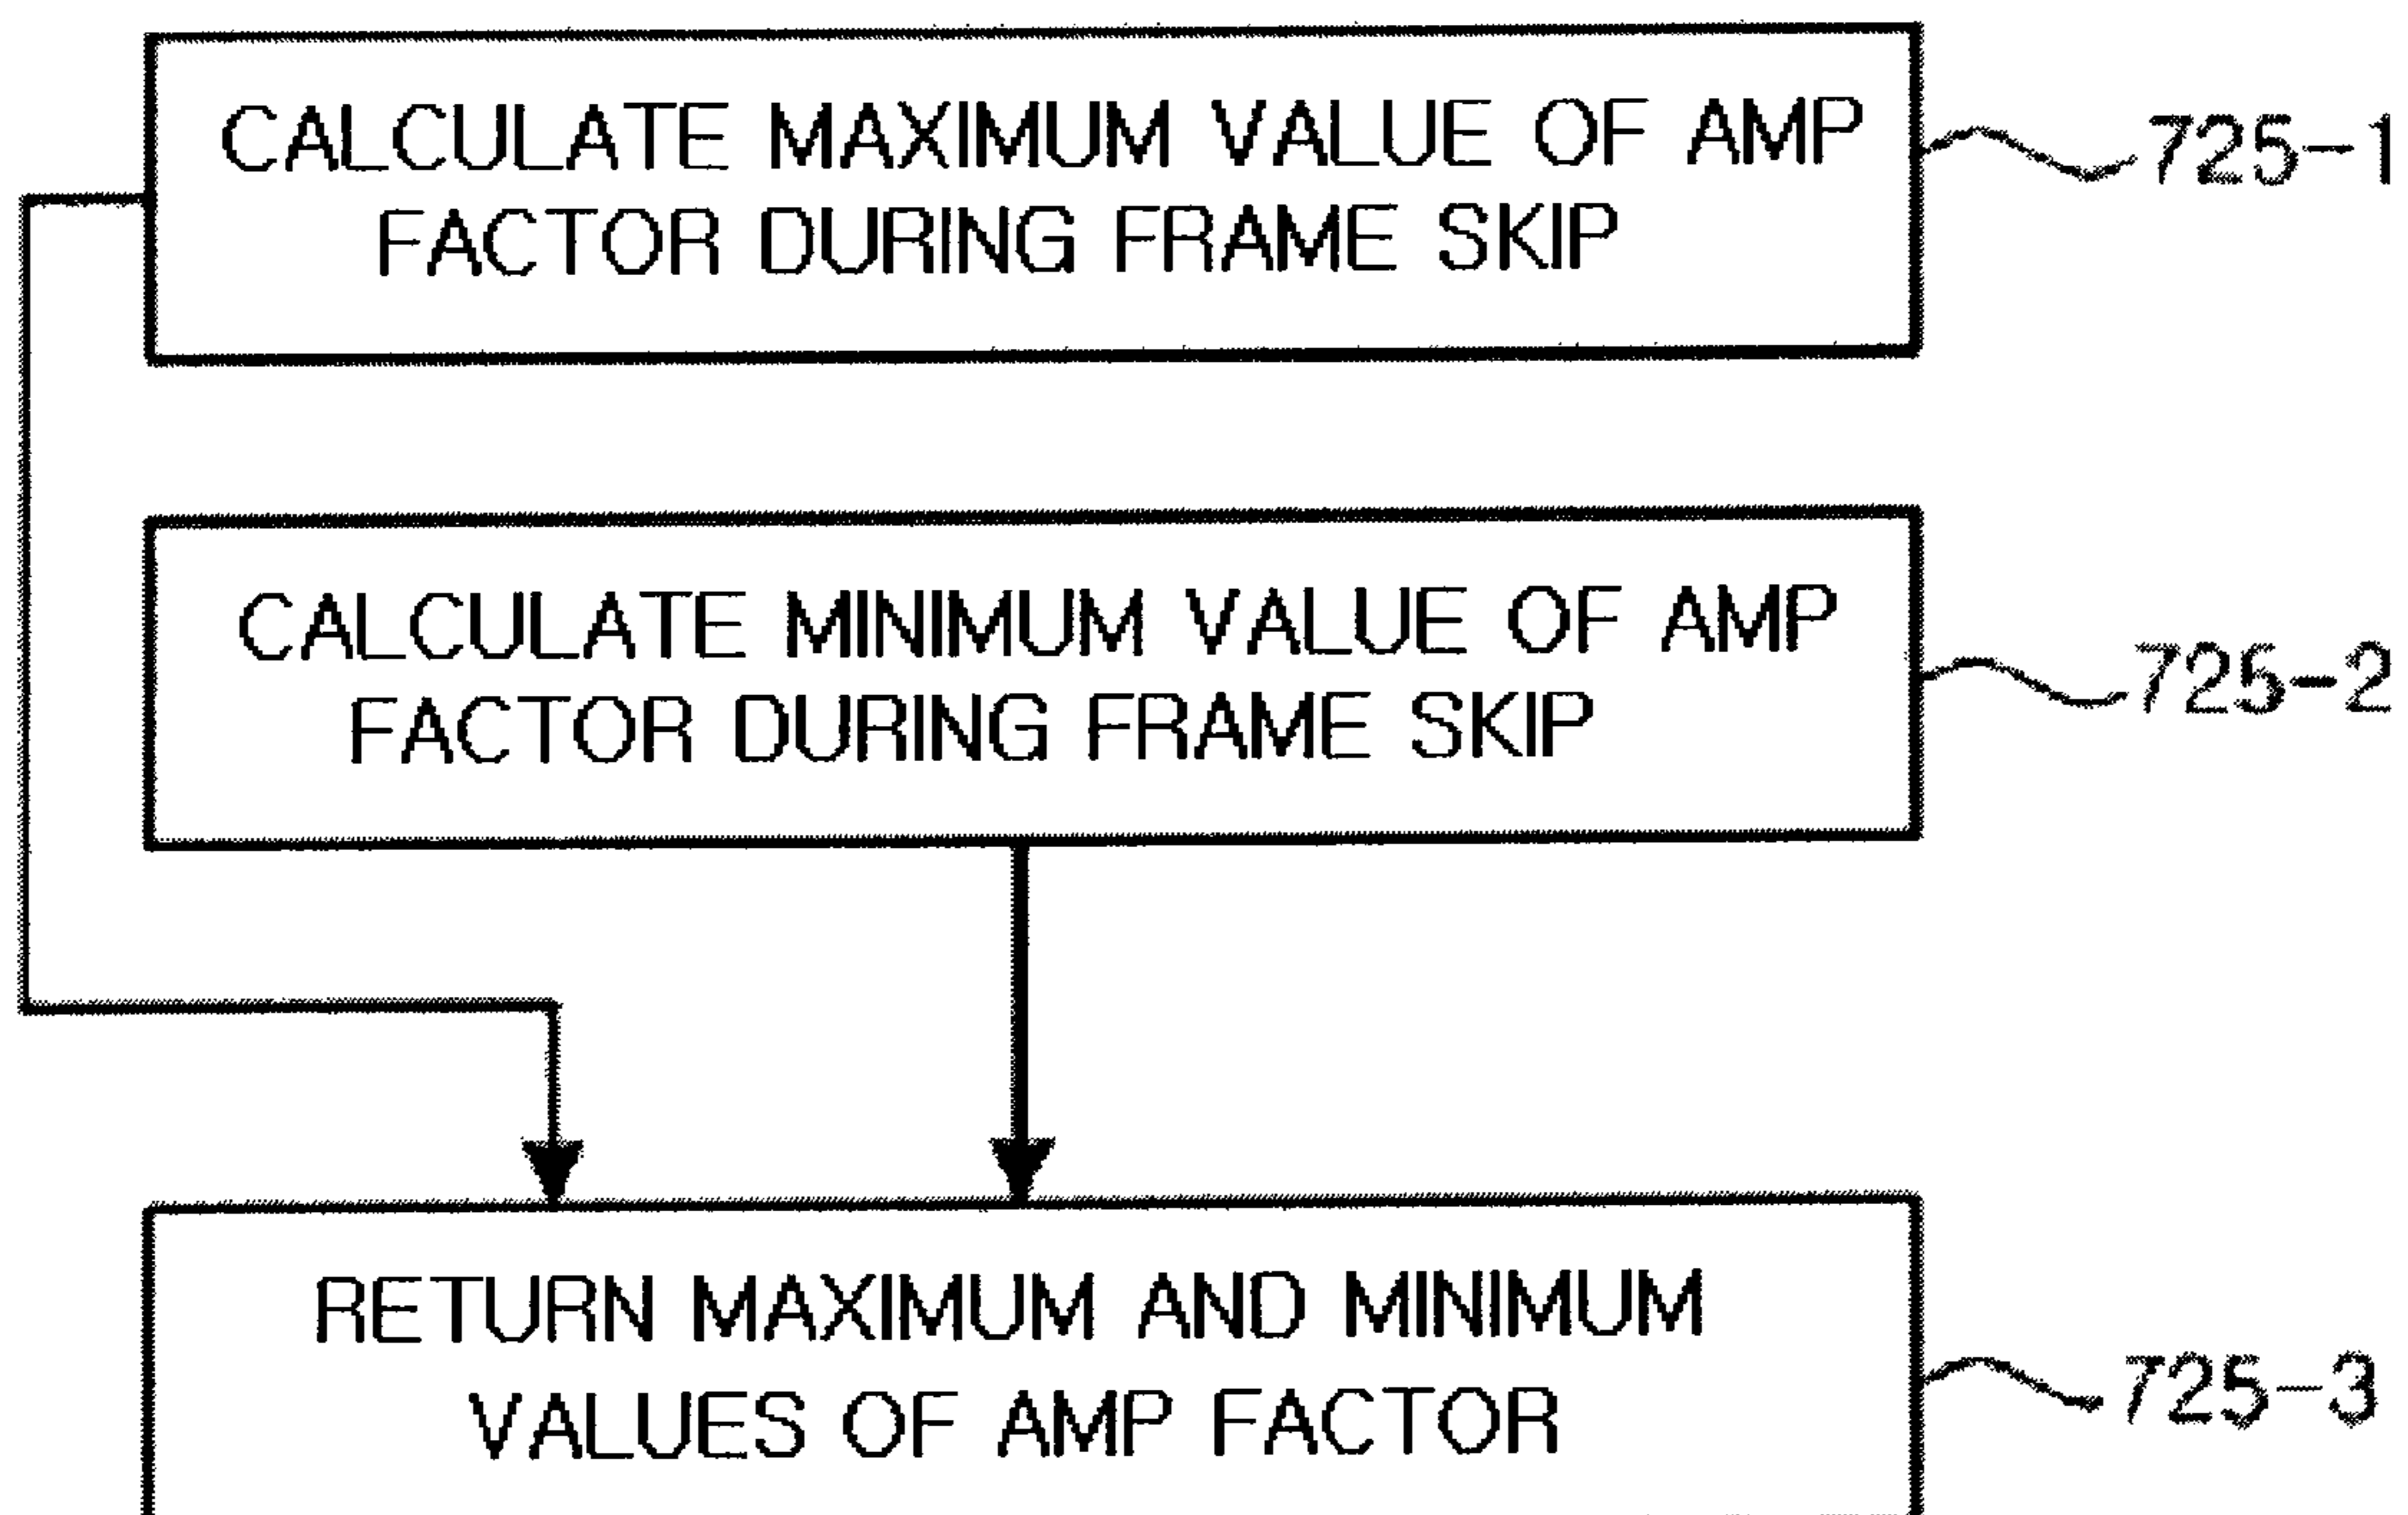 CALCULATE MAXIMUM VALUE OF AMP
FACTOR DURING FRAME SKIP
725-1
CALCULATE MINIMUM VALUE OF AMP
FACTOR DURING FRAME SKIP
725-2
RETURN MAXIMUM AND MINIMUM
VALUES OF AMP FACTOR
725-3